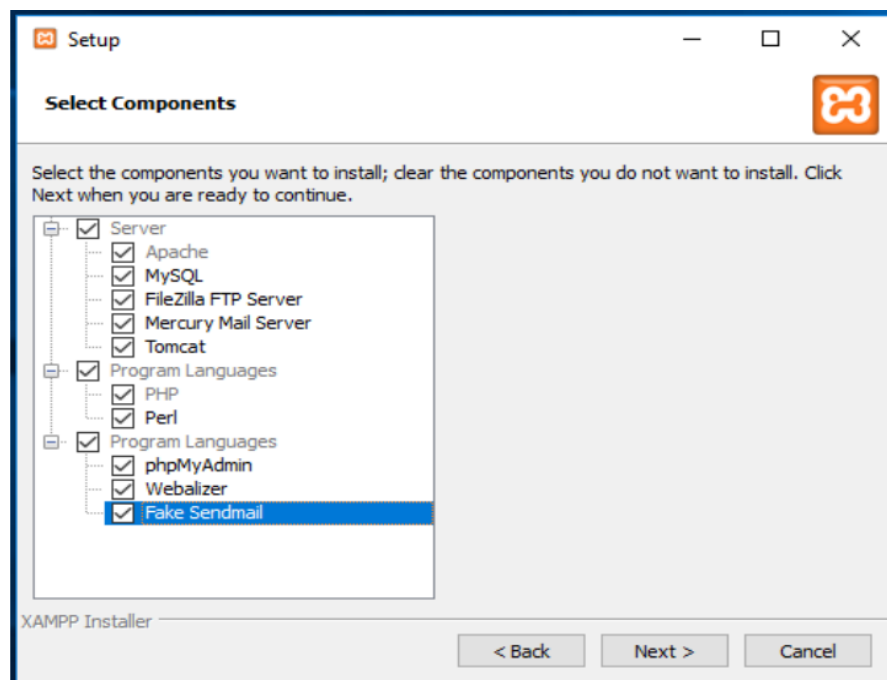 Setup
Select Components
Select the components you want to install; clear the components you do not want to install. Click
Next when you are ready to continue.
Server
Apache
MySQL
FileZilla FTP Server
Mercury Mail Server
Tomcat
Program Languages
PHP
Perl
Program Languages
phpMyAdmin
Webalizer
Fake Sendmail
XAMPP Installer
< Back Next > Cancel